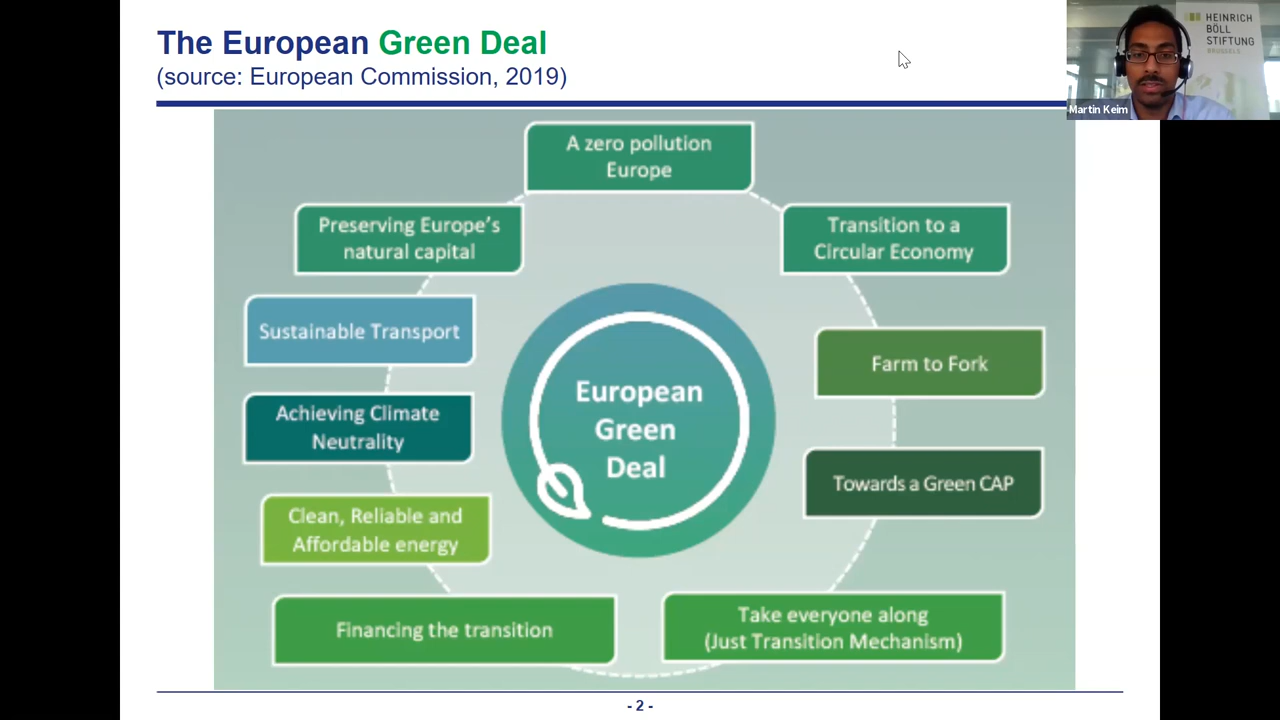 The European Green Deal
(source: European Commission, 2019)
HEINRICH
BÖLL
STIFTUNG
BRUSSELS
Martin Keim
A zero pollution
Europe
Preserving Europe's
natural capital
Transition to a
Circular Economy
Sustainable Transport
Farm to Fork
European
Green
Deal
Achieving Climate
Neutrality
Towards a Green CAP
Clean, Reliable and
Affordable energy
Financing the transition
Take everyone along
(Just Transition Mechanism)
- 2 -